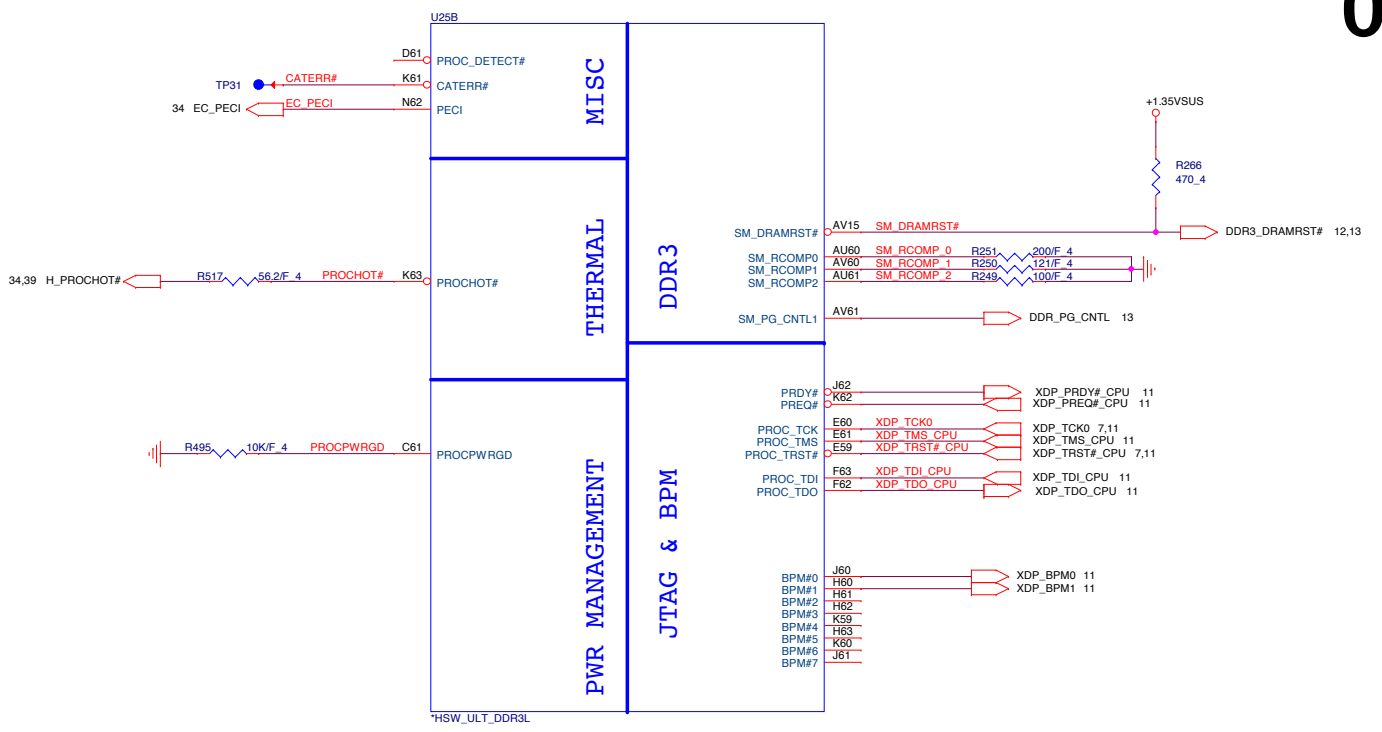 0
U25B
D61 PROC_DETECT#
TP31 CATERR# K61 CATERR#
34 EC_PECI EC_PECI N62 PECI
MISC
+1.35VSUS
R266
470_4
THERMAL
DDR3
SM_DRAMRST# AV15 SM_DRAMRST# DDR3_DRAMRST# 12,13
SM_RCOMP0 AU60 SM_RCOMP_0 R251 200/F_4
SM_RCOMP1 AV60 SM_RCOMP_1 R250 121/F_4
SM_RCOMP2 AU61 SM_RCOMP_2 R249 100/F_4
34,39 H_PROCHOT# R517 56.2/F_4 PROCHOT# K63 PROCHOT#
SM_PG_CNTL1 AV61 DDR_PG_CNTL 13
PRDY# J62 XDP_PRDY#_CPU 11
PREQ# K62 XDP_PREQ#_CPU 11
PROC_TCK E60 XDP_TCK0 XDP_TCK0 7,11
PROC_TMS E61 XDP_TMS_CPU XDP_TMS_CPU 11
PROC_TRST# E59 XDP_TRST#_CPU XDP_TRST#_CPU 7,11
R495 10K/F_4 PROCPWRGD C61 PROCPWRGD
PROC_TDI F63 XDP_TDI_CPU XDP_TDI_CPU 11
PROC_TDO F62 XDP_TDO_CPU XDP_TDO_CPU 11
PWR MANAGEMENT
JTAG & BPM
BPM#0 J60 XDP_BPM0 11
BPM#1 H60 XDP_BPM1 11
BPM#2 H61
BPM#3 H62
BPM#4 K59
BPM#5 H63
BPM#6 K60
BPM#7 J61
*HSW_ULT_DDR3L